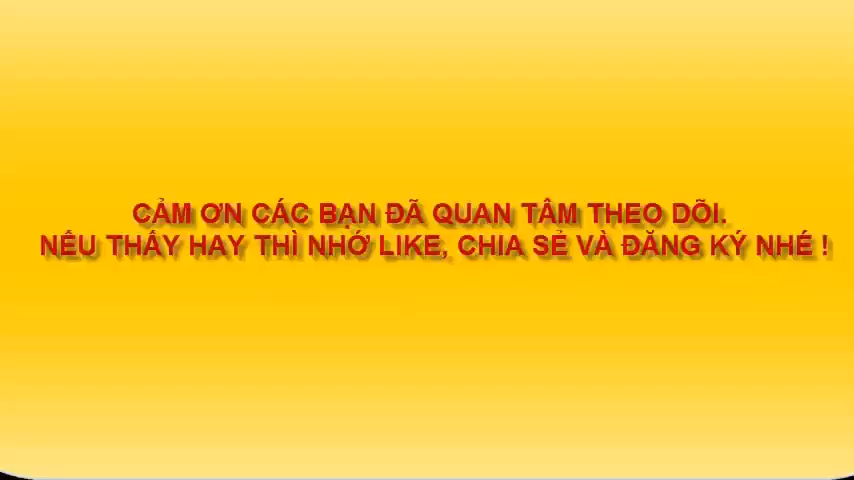 CẢM ƠN CÁC BẠN ĐÃ QUAN TÂM THEO DÕI.
NẾU THẤY HAY THÌ NHỚ LIKE, CHIA SẺ VÀ ĐĂNG KÝ NHÉ !